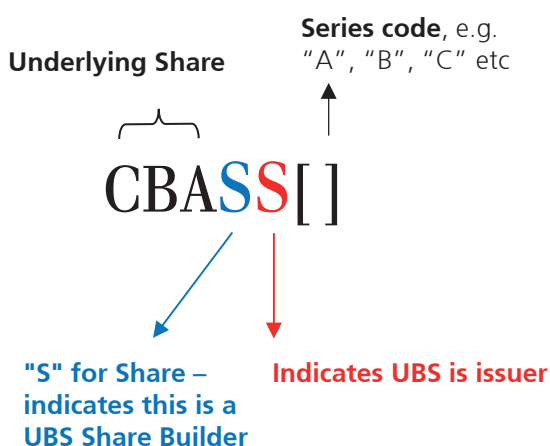 Series code, e.g.
“A”, “B”, “C” etc
Underlying Share
CBASS[ ]
"S" for Share –
indicates this is a
UBS Share Builder
Indicates UBS is issuer